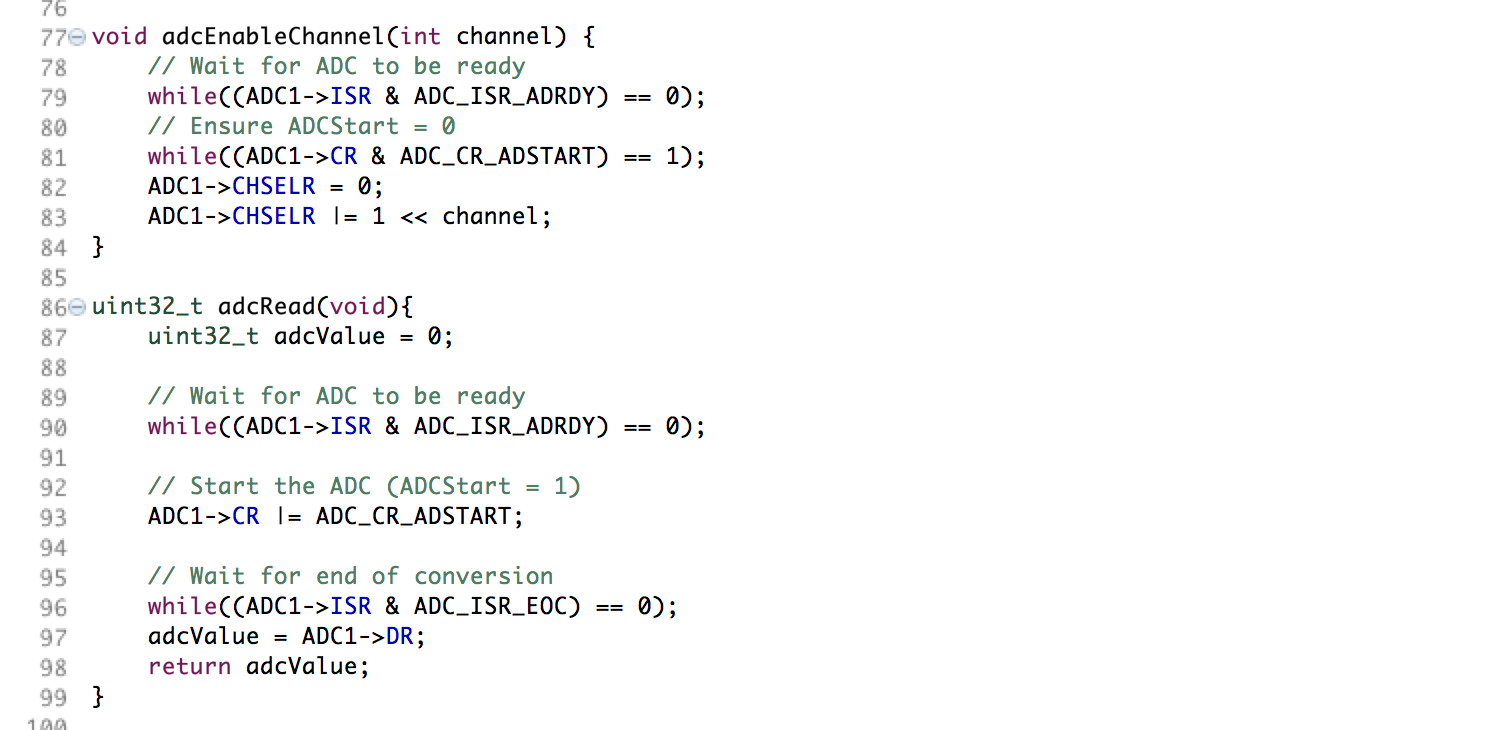 76
77 void adcEnableChannel(int channel) {
78     // Wait for ADC to be ready
79     while((ADC1->ISR & ADC_ISR_ADRDY) == 0);
80     // Ensure ADCStart = 0
81     while((ADC1->CR & ADC_CR_ADSTART) == 1);
82     ADC1->CHSELR = 0;
83     ADC1->CHSELR |= 1 << channel;
84 }
85
86 uint32_t adcRead(void){
87     uint32_t adcValue = 0;
88
89     // Wait for ADC to be ready
90     while((ADC1->ISR & ADC_ISR_ADRDY) == 0);
91
92     // Start the ADC (ADCStart = 1)
93     ADC1->CR |= ADC_CR_ADSTART;
94
95     // Wait for end of conversion
96     while((ADC1->ISR & ADC_ISR_EOC) == 0);
97     adcValue = ADC1->DR;
98     return adcValue;
99 }
100